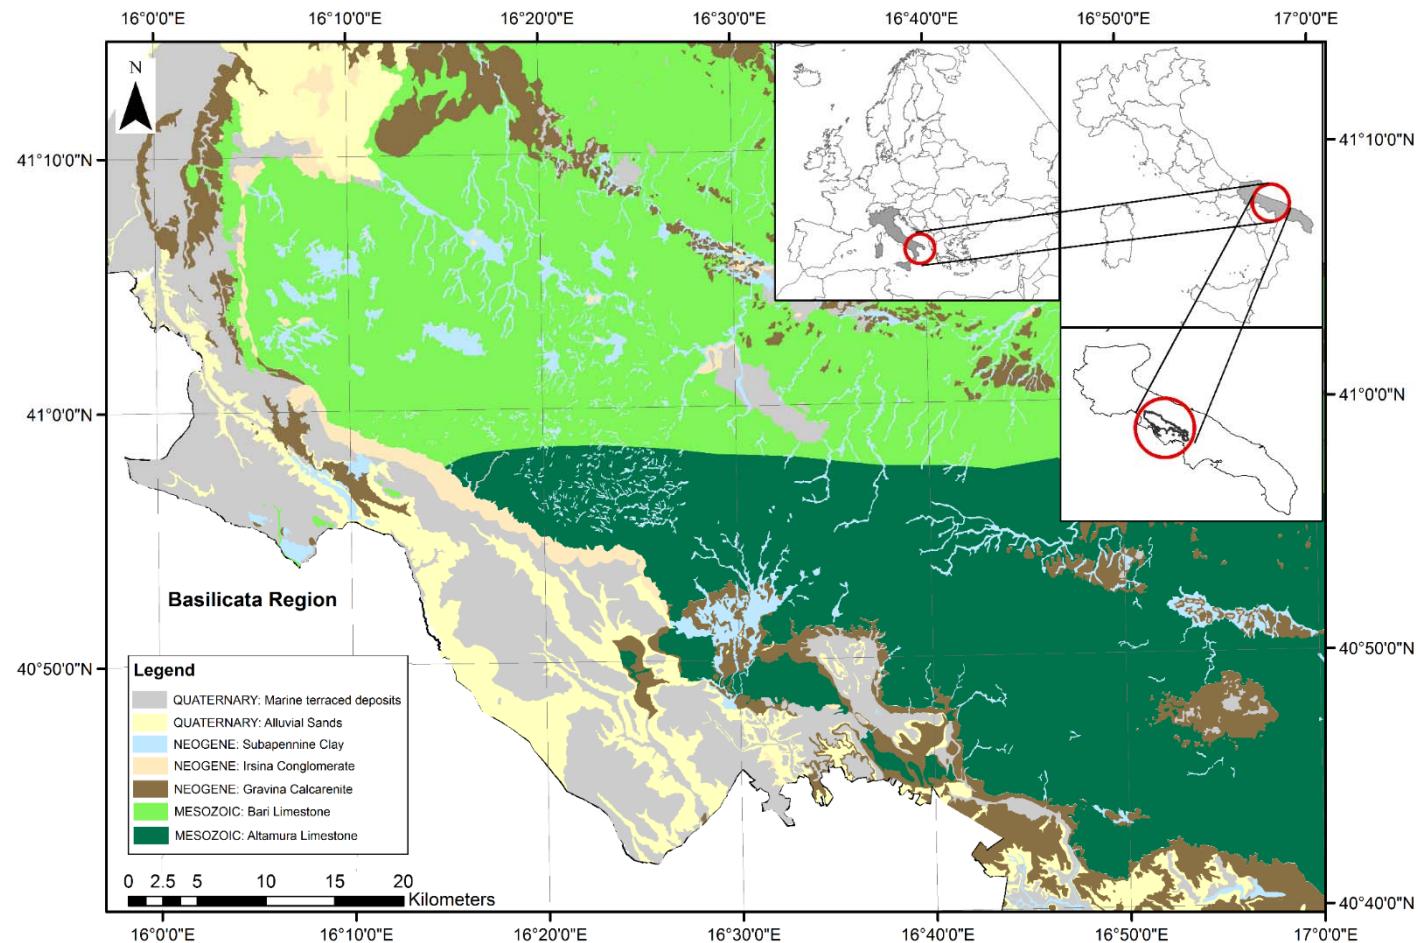 16°0'0"E 16°10'0"E 16°20'0"E 16°30'0"E 16°40'0"E 16°50'0"E 17°0'0"E
N
41°10'0"N 41°10'0"N
41°0'0"N 41°0'0"N
Basilicata Region
40°50'0"N 40°50'0"N
Legend
QUATERNARY: Marine terraced deposits
QUATERNARY: Alluvial Sands
NEOGENE: Subapennine Clay
NEOGENE: Irsina Conglomerate
NEOGENE: Gravina Calcarenite
MESOZOIC: Bari Limestone
MESOZOIC: Altamura Limestone
0 2.5 5 10 15 20
Kilometers
40°40'0"N
16°0'0"E 16°10'0"E 16°20'0"E 16°30'0"E 16°40'0"E 16°50'0"E 17°0'0"E